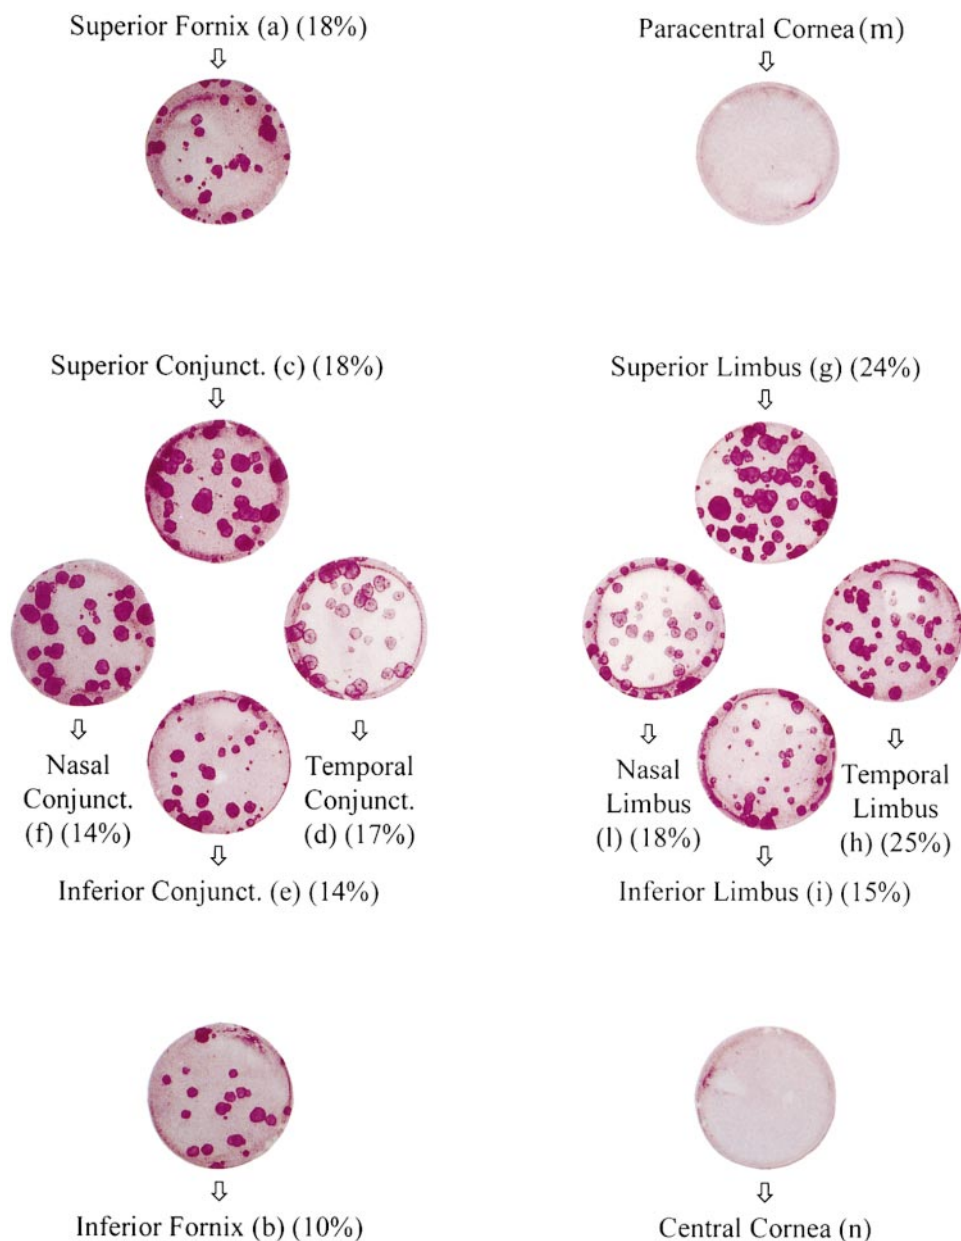 Superior Fornix (a) (18%)
Paracentral Cornea (m)
Superior Conjunct. (c) (18%)
Superior Limbus (g) (24%)
Nasal
Conjunct.
(f) (14%)
Temporal
Conjunct.
(d) (17%)
Nasal
Limbus
(l) (18%)
Temporal
Limbus
(h) (25%)
Inferior Conjunct. (e) (14%)
Inferior Limbus (i) (15%)
Inferior Fornix (b) (10%)
Central Cornea (n)